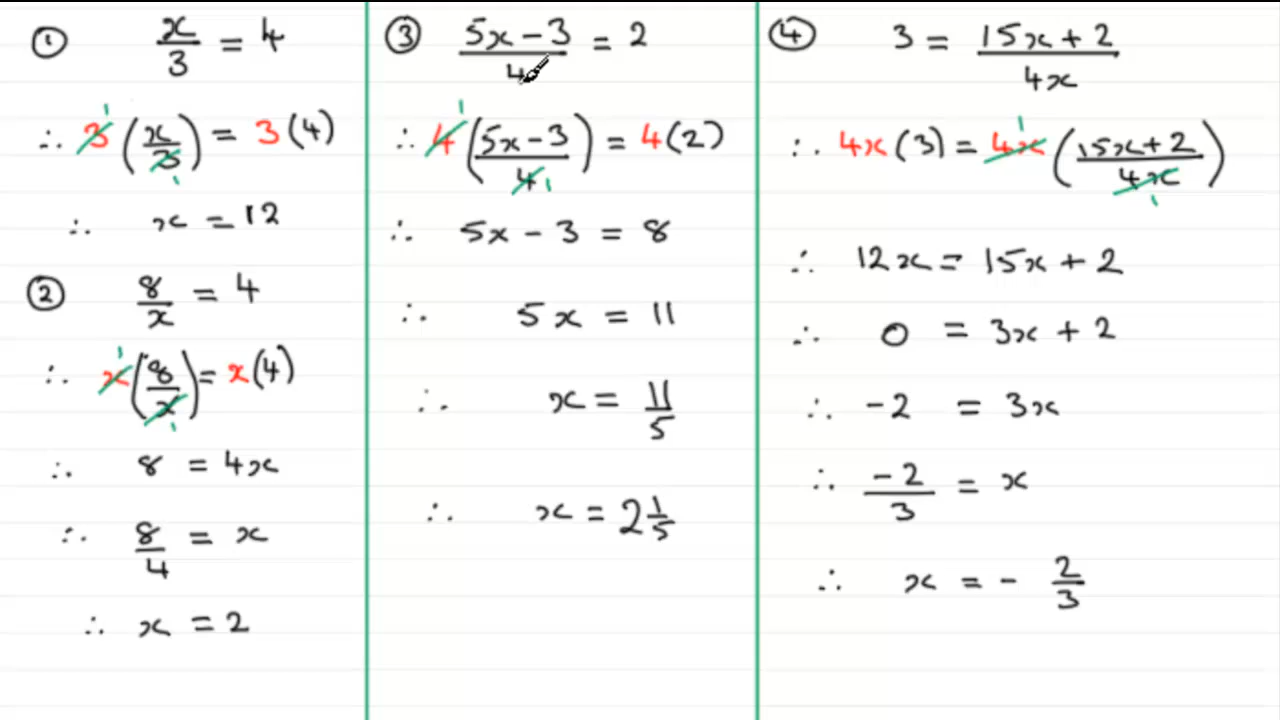 ① x/3 = 4
∴ 3(x/3) = 3(4)
∴ x = 12
② 8/x = 4
∴ x(8/x) = x(4)
∴ 8 = 4x
∴ 8/4 = x
∴ x = 2
③ (5x − 3)/4 = 2
∴ 4((5x − 3)/4) = 4(2)
∴ 5x − 3 = 8
∴ 5x = 11
∴ x = 11/5
∴ x = 2 1/5
④ 3 = (15x + 2)/4x
∴ 4x(3) = 4x((15x + 2)/4x)
∴ 12x = 15x + 2
∴ 0 = 3x + 2
∴ -2 = 3x
∴ -2/3 = x
∴ x = - 2/3